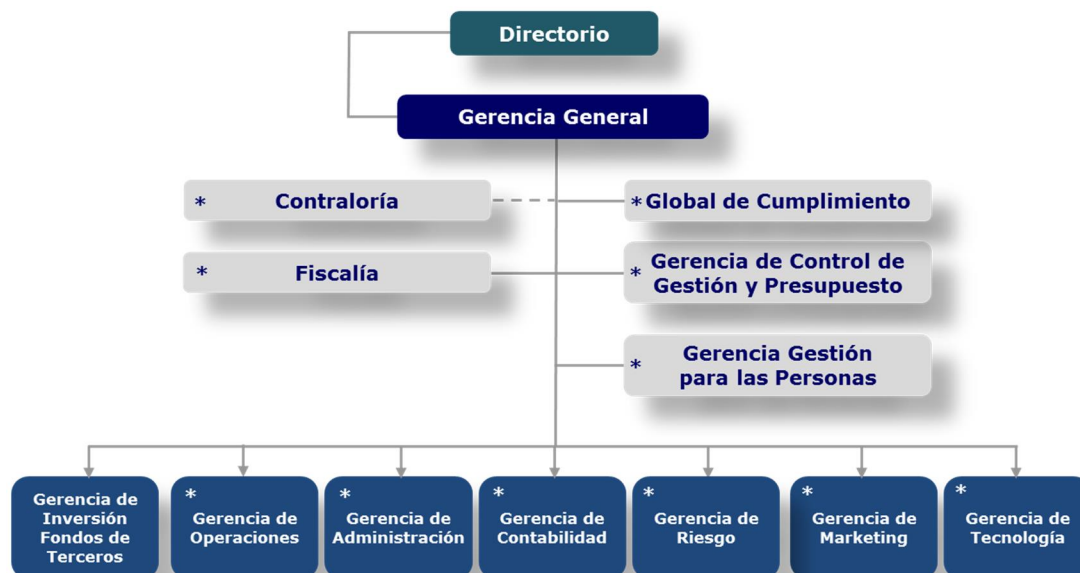 Directorio
Gerencia General
* Contraloría
* Global de Cumplimiento
* Fiscalía
* Gerencia de Control de
Gestión y Presupuesto
* Gerencia Gestión
para las Personas
Gerencia de
Inversión
Fondos de
Terceros
*
Gerencia de
Operaciones
*
Gerencia de
Administración
*
Gerencia de
Contabilidad
*
Gerencia de
Riesgo
*
Gerencia de
Marketing
*
Gerencia de
Tecnología